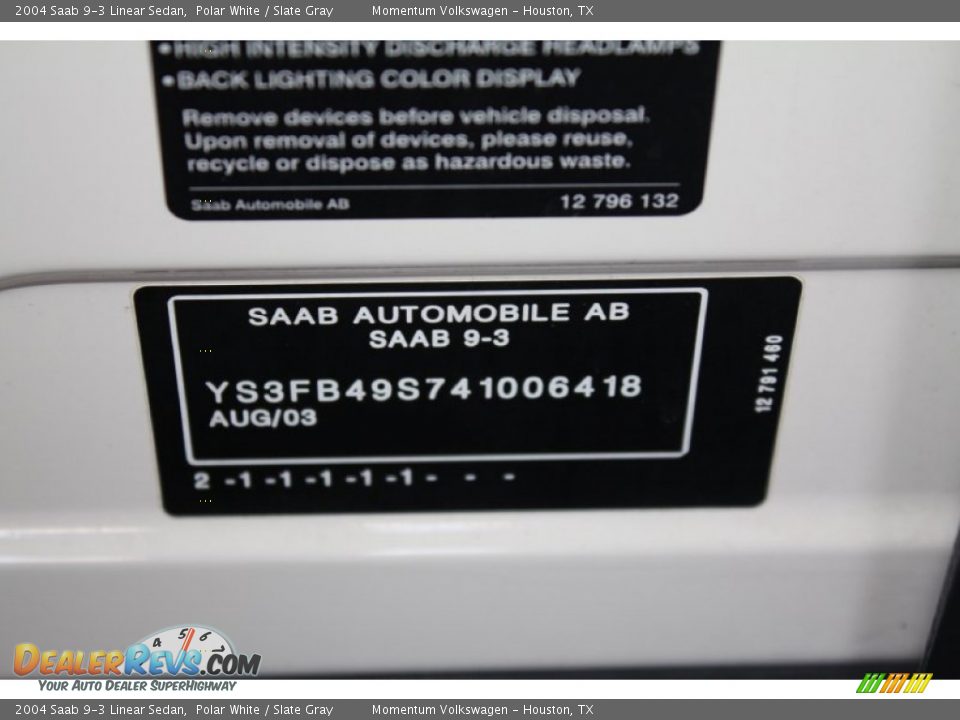 2004 Saab 9-3 Linear Sedan, Polar White / Slate Gray Momentum Volkswagen - Houston, TX
•HIGH INTENSITY DISCHARGE HEADLAMPS
•BACK LIGHTING COLOR DISPLAY
Remove devices before vehicle disposal.
Upon removal of devices, please reuse,
recycle or dispose as hazardous waste.
Saab Automobile AB 12 796 132
SAAB AUTOMOBILE AB
SAAB 9-3
YS3FB49S741006418
AUG/03
12 791 460
2 -1 -1 -1 -1 -1 - - -
4 5 6 7
DEALERREVS.COM
YOUR AUTO DEALER SUPERHIGHWAY
2004 Saab 9-3 Linear Sedan, Polar White / Slate Gray Momentum Volkswagen - Houston, TX